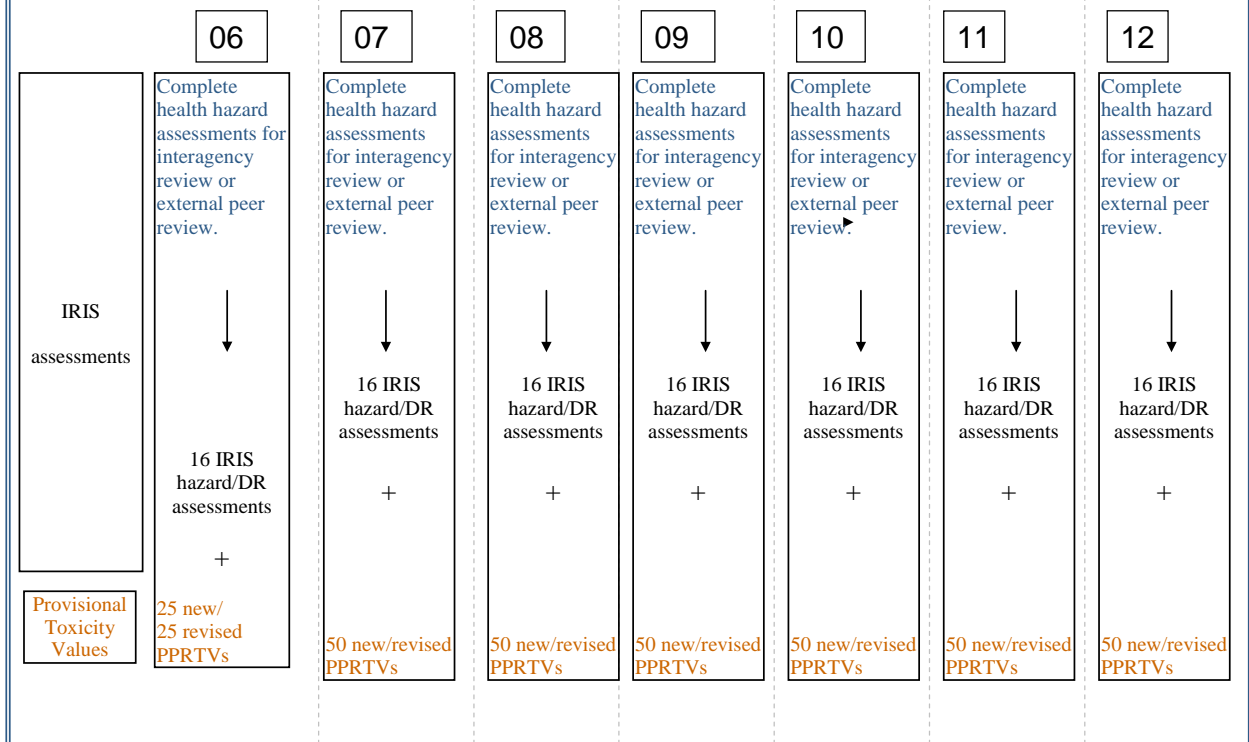 06
07
08
09
10
11
12
IRIS
assessments
Complete
health hazard
assessments for
interagency
review or
external peer
review.
16 IRIS
hazard/DR
assessments
+
Complete
health hazard
assessments
for interagency
review or
external peer
review.
16 IRIS
hazard/DR
assessments
+
Complete
health hazard
assessments
for interagency
review or
external peer
review.
16 IRIS
hazard/DR
assessments
+
Complete
health hazard
assessments
for interagency
review or
external peer
review.
16 IRIS
hazard/DR
assessments
+
Complete
health hazard
assessments
for interagency
review or
external peer
review.
16 IRIS
hazard/DR
assessments
+
Complete
health hazard
assessments
for interagency
review or
external peer
review.
16 IRIS
hazard/DR
assessments
+
Complete
health hazard
assessments
for interagency
review or
external peer
review.
16 IRIS
hazard/DR
assessments
+
Provisional
Toxicity
Values
25 new/
25 revised
PPRTVs
50 new/revised
PPRTVs
50 new/revised
PPRTVs
50 new/revised
PPRTVs
50 new/revised
PPRTVs
50 new/revised
PPRTVs
50 new/revised
PPRTVs